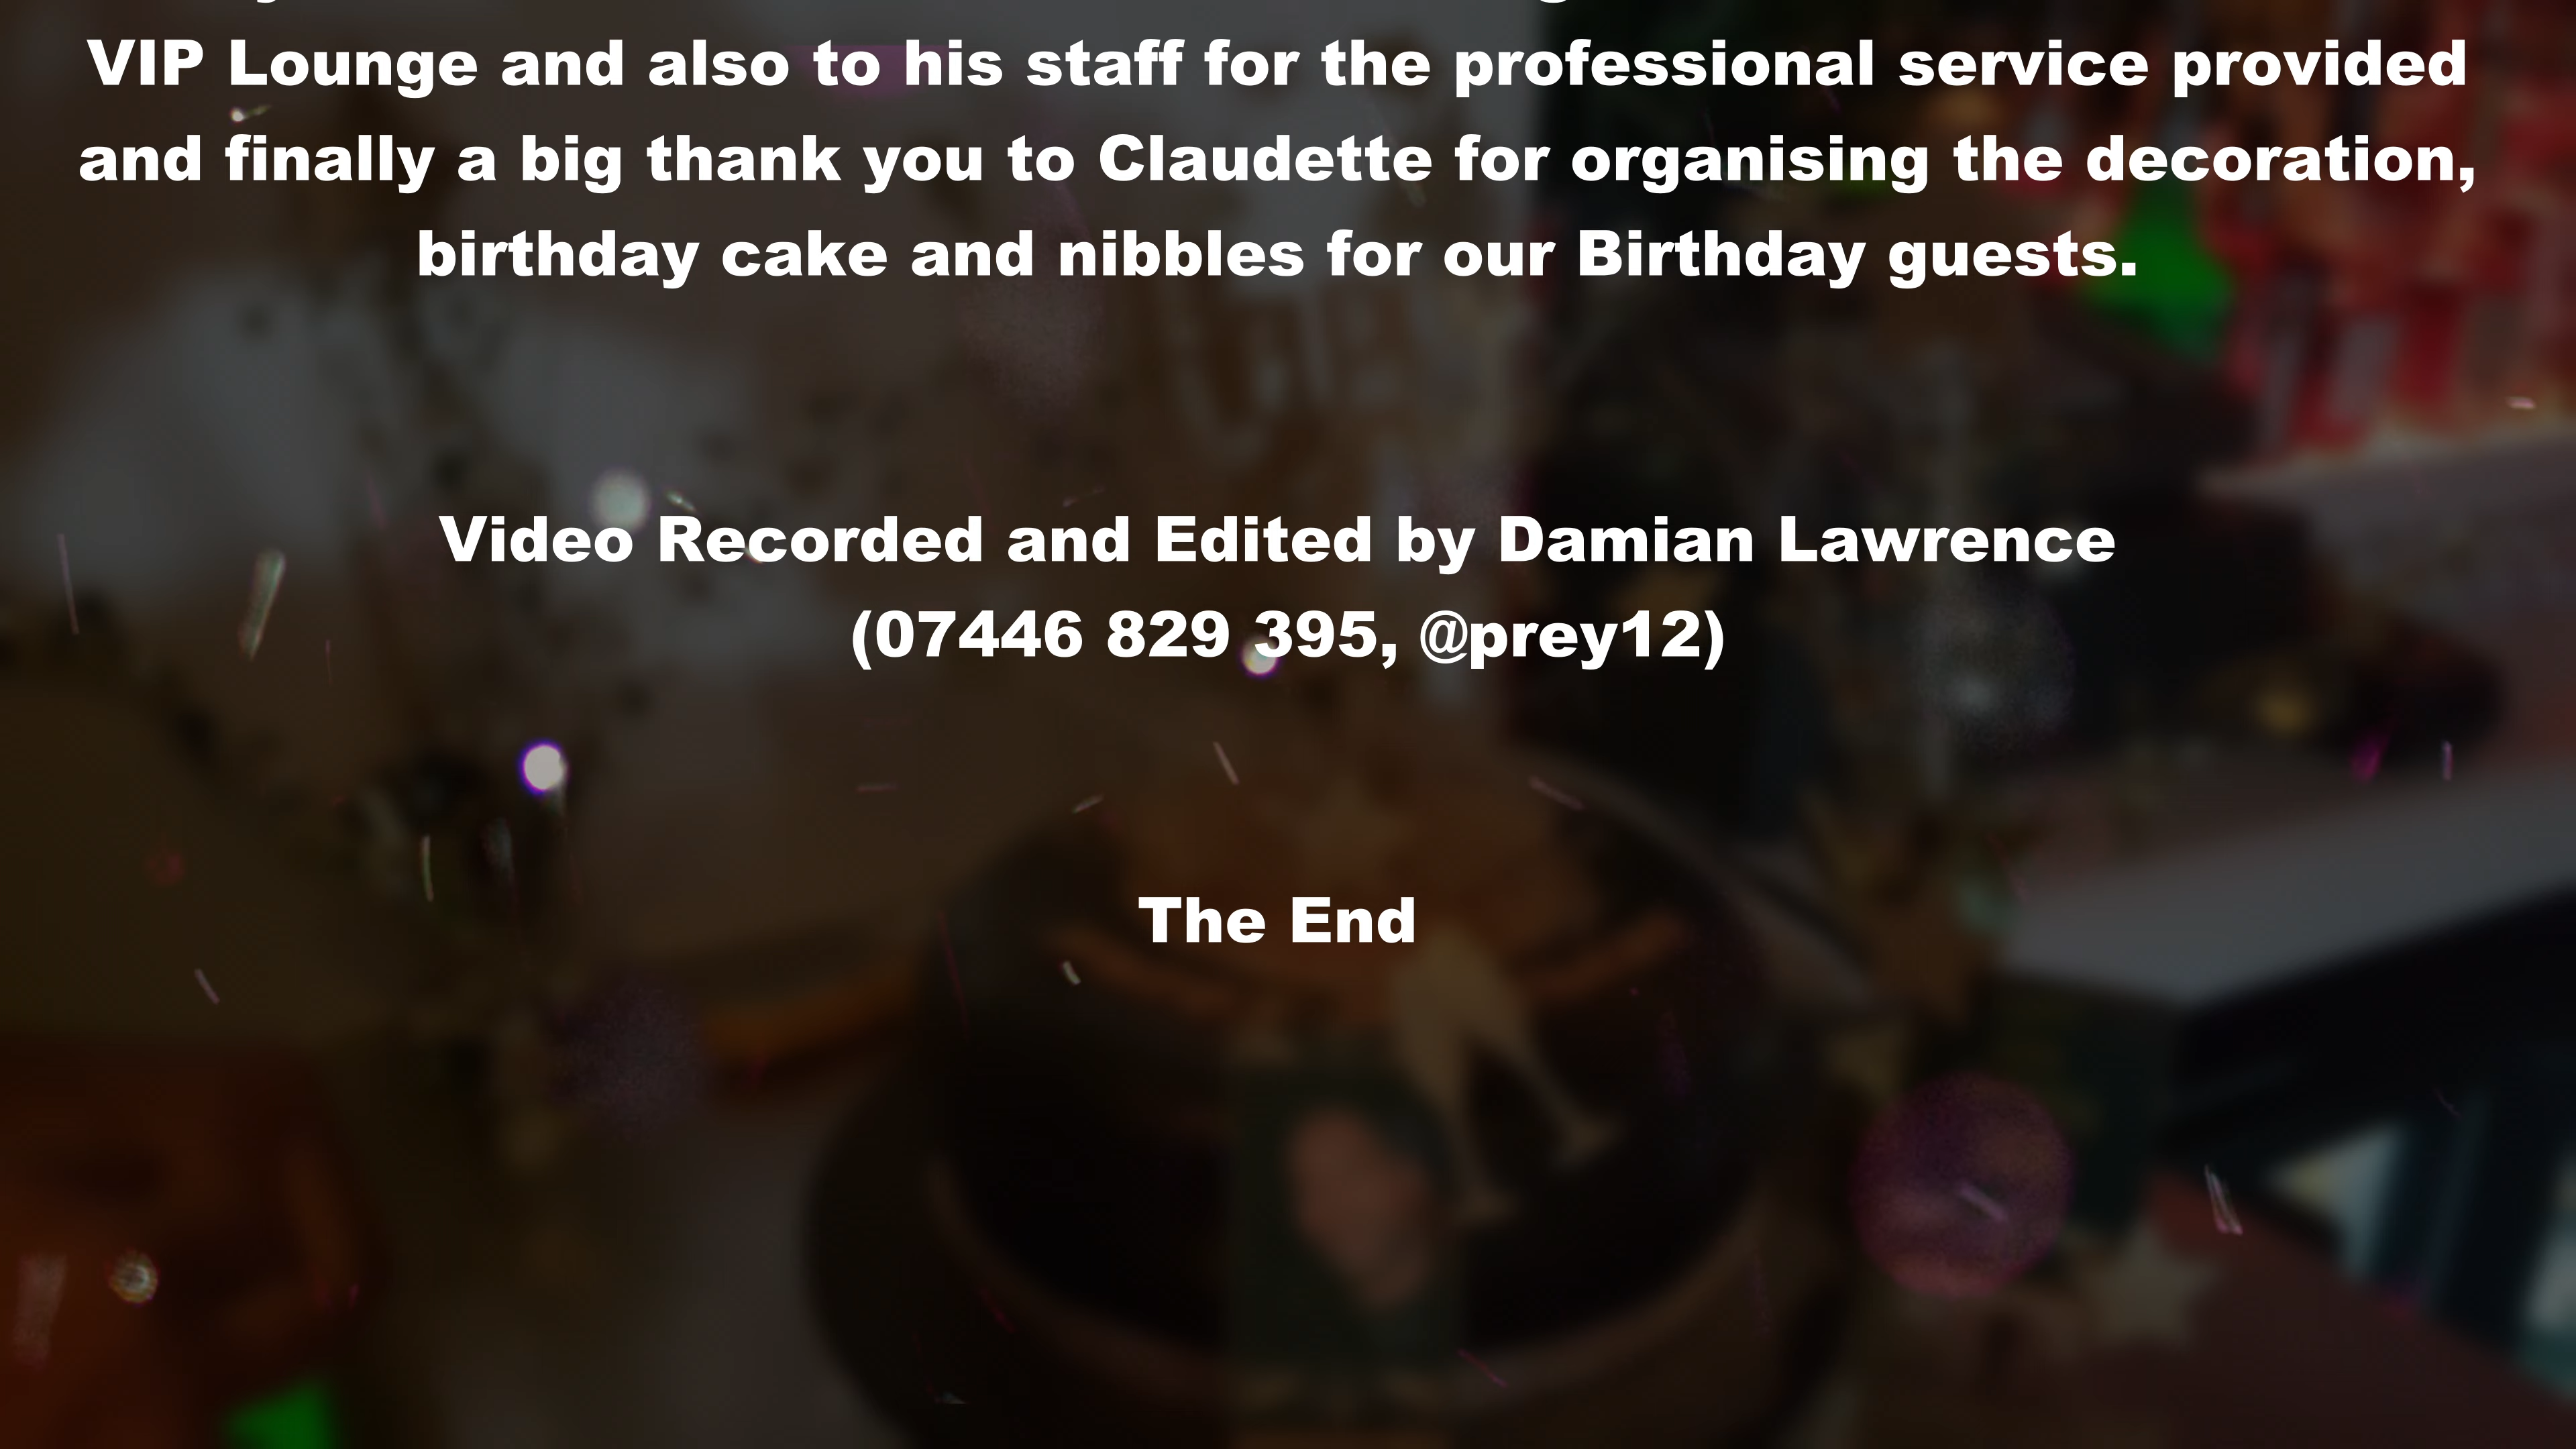 VIP Lounge and also to his staff for the professional service provided
and finally a big thank you to Claudette for organising the decoration,
birthday cake and nibbles for our Birthday guests.
Video Recorded and Edited by Damian Lawrence
(07446 829 395, @prey12)
The End